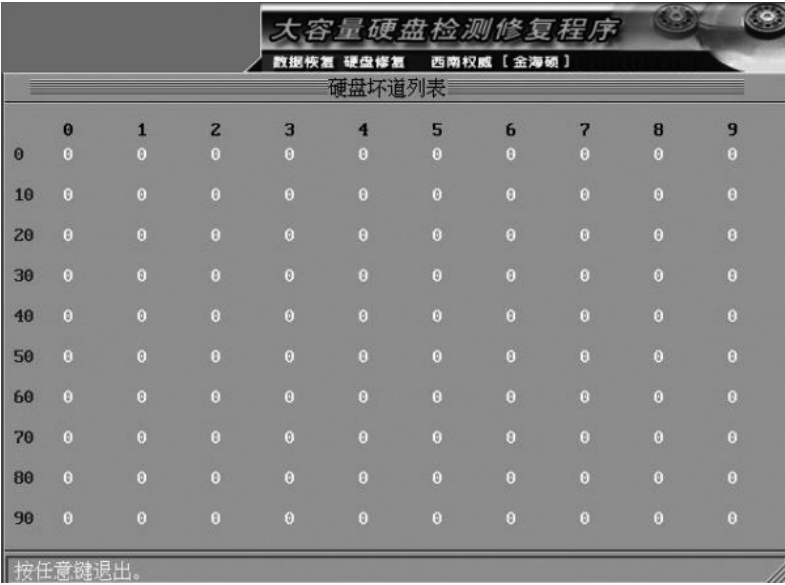 大容量硬盘检测修复程序
数据恢复 硬盘修复 西南权威 [ 金海硕 ]
硬盘坏道列表
0 1 2 3 4 5 6 7 8 9
0 0 0 0 0 0 0 0 0 0 0
10 0 0 0 0 0 0 0 0 0 0
20 0 0 0 0 0 0 0 0 0 0
30 0 0 0 0 0 0 0 0 0 0
40 0 0 0 0 0 0 0 0 0 0
50 0 0 0 0 0 0 0 0 0 0
60 0 0 0 0 0 0 0 0 0 0
70 0 0 0 0 0 0 0 0 0 0
80 0 0 0 0 0 0 0 0 0 0
90 0 0 0 0 0 0 0 0 0 0
按任意键退出。